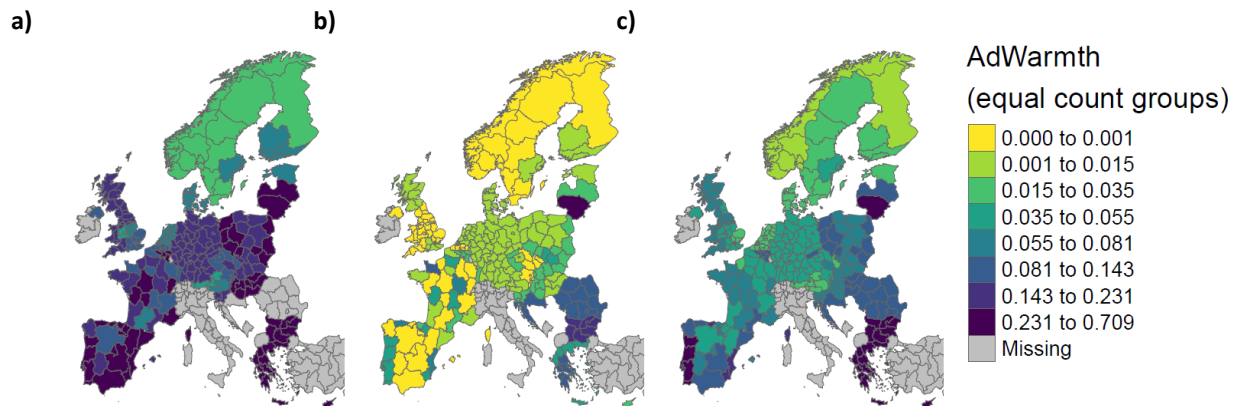 a)
b)
c)
AdWarmth
(equal count groups)
0.000 to 0.001
0.001 to 0.015
0.015 to 0.035
0.035 to 0.055
0.055 to 0.081
0.081 to 0.143
0.143 to 0.231
0.231 to 0.709
Missing